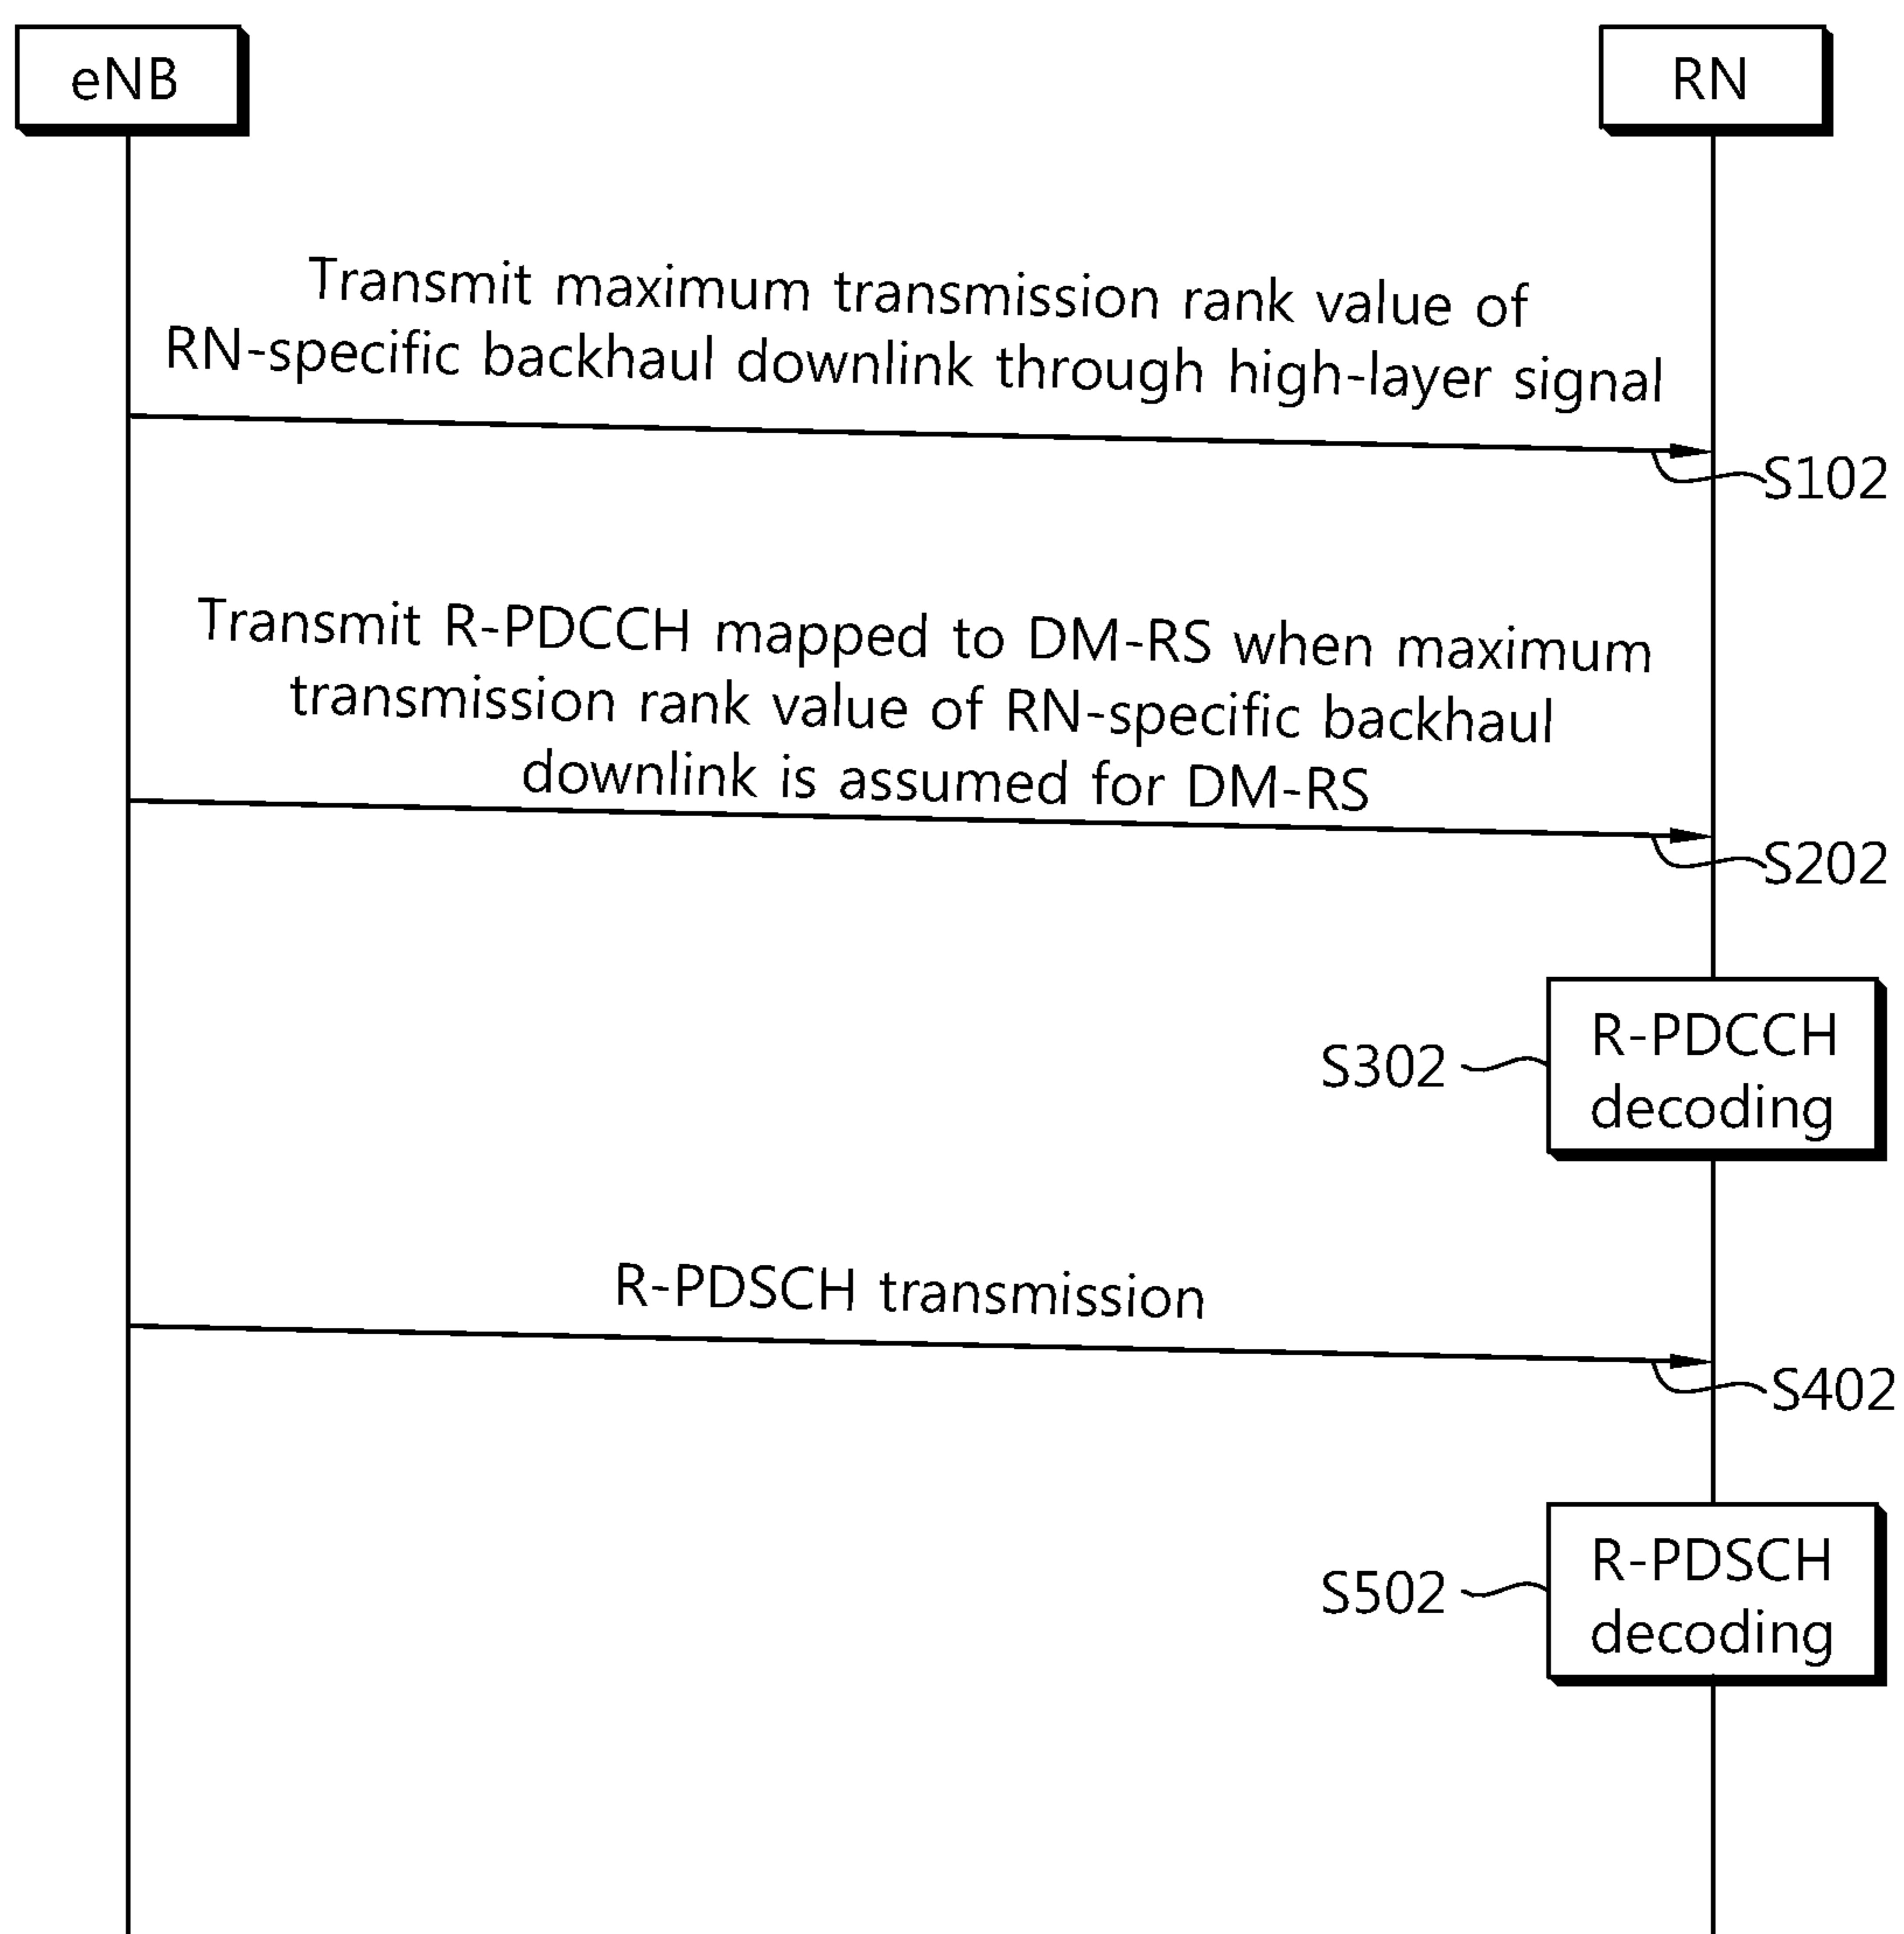 eNB
RN
Transmit maximum transmission rank value of
RN-specific backhaul downlink through high-layer signal
S102
Transmit R-PDCCH mapped to DM-RS when maximum
transmission rank value of RN-specific backhaul
downlink is assumed for DM-RS
S202
R-PDCCH
decoding
S302
R-PDSCH transmission
S402
R-PDSCH
decoding
S502